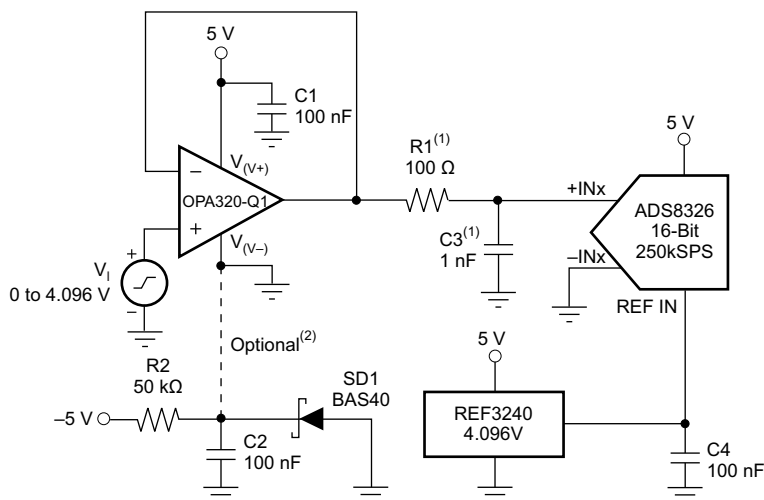 5 V
C1
100 nF
V(V+)
–
OPA320-Q1
+
V(V–)
+
VI
0 to 4.096 V
–
R1(1)
100 Ω
C3(1)
1 nF
5 V
+INx
ADS8326
16-Bit
250kSPS
–INx
REF IN
Optional(2)
R2
50 kΩ
–5 V
C2
100 nF
SD1
BAS40
5 V
REF3240
4.096V
C4
100 nF